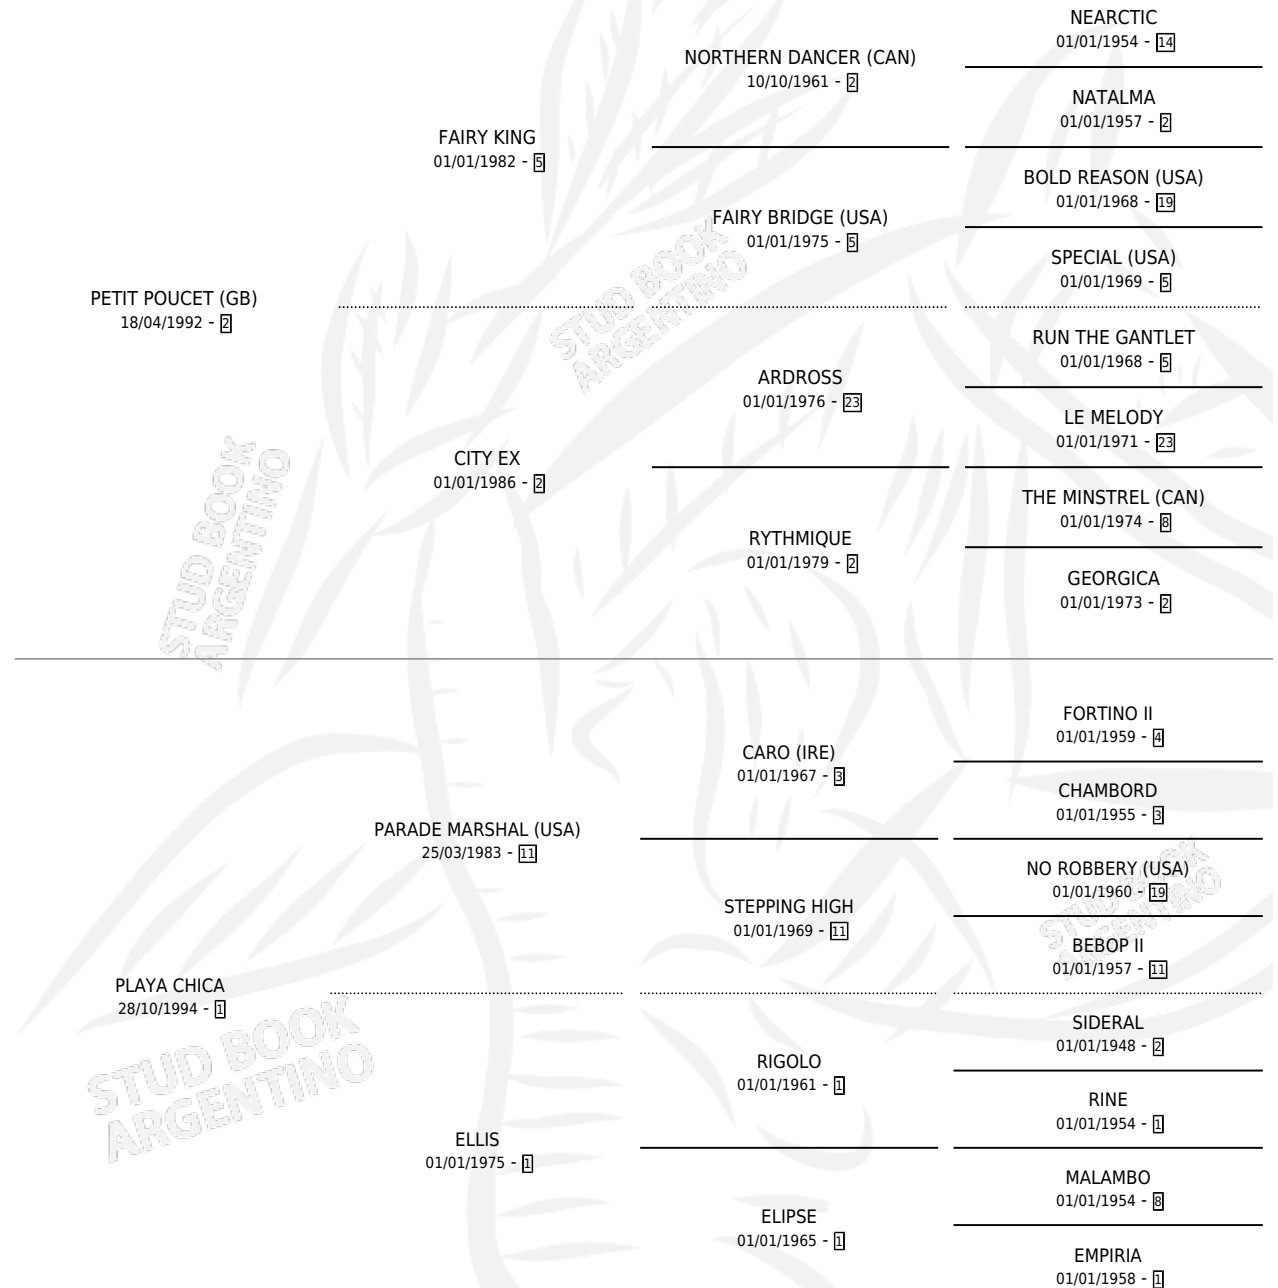 NEARCTIC
01/01/1954 - 14
NORTHERN DANCER (CAN)
10/10/1961 - 2
NATALMA
01/01/1957 - 2
FAIRY KING
01/01/1982 - 5
BOLD REASON (USA)
01/01/1968 - 19
FAIRY BRIDGE (USA)
01/01/1975 - 5
SPECIAL (USA)
01/01/1969 - 5
STUD BOOK
ARGENTINO
PETIT POUCET (GB)
18/04/1992 - 2
RUN THE GANTLET
01/01/1968 - 5
ARDROSS
01/01/1976 - 23
LE MELODY
01/01/1971 - 23
CITY EX
01/01/1986 - 2
THE MINSTREL (CAN)
01/01/1974 - 8
RYTHMIQUE
01/01/1979 - 2
GEORGICA
01/01/1973 - 2
STUD BOOK
ARGENTINO
FORTINO II
01/01/1959 - 4
CARO (IRE)
01/01/1967 - 3
CHAMBORD
01/01/1955 - 3
PARADE MARSHAL (USA)
25/03/1983 - 11
NO ROBBERY (USA)
01/01/1960 - 19
STEPPING HIGH
01/01/1969 - 11
BEBOP II
01/01/1957 - 11
STUD BOOK
ARGENTINO
PLAYA CHICA
28/10/1994 - 1
SIDERAL
01/01/1948 - 2
RIGOLO
01/01/1961 - 1
RINE
01/01/1954 - 1
STUD BOOK
ARGENTINO
ELLIS
01/01/1975 - 1
MALAMBO
01/01/1954 - 8
ELIPSE
01/01/1965 - 1
EMPIRIA
01/01/1958 - 1